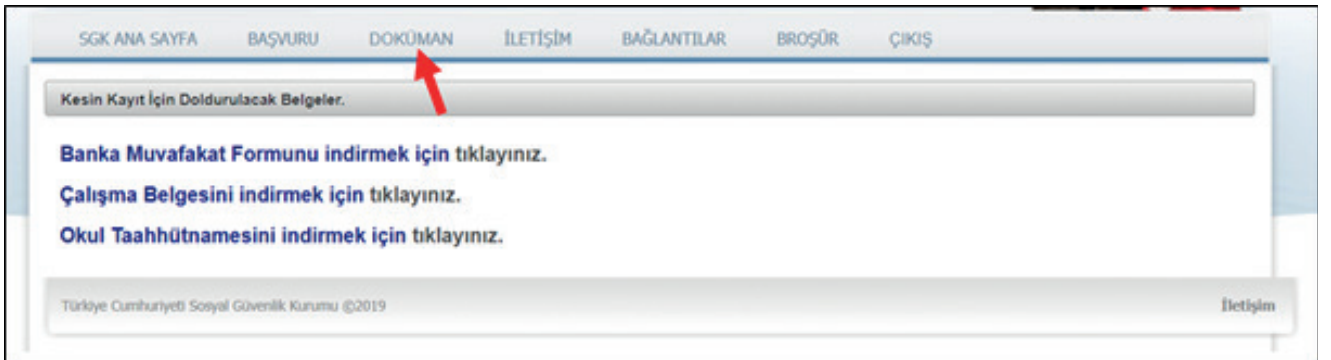 SGK ANA SAYFA BAŞVURU DOKÜMAN İLETİŞİM BAĞLANTILAR BROŞÜR ÇIKIŞ
Kesin Kayıt İçin Doldurulacak Belgeler.
Banka Muvafakat Formunu indirmek için tıklayınız.
Çalışma Belgesini indirmek için tıklayınız.
Okul Taahhütnamesini indirmek için tıklayınız.
Türkiye Cumhuriyeti Sosyal Güvenlik Kurumu ©2019 İletişim